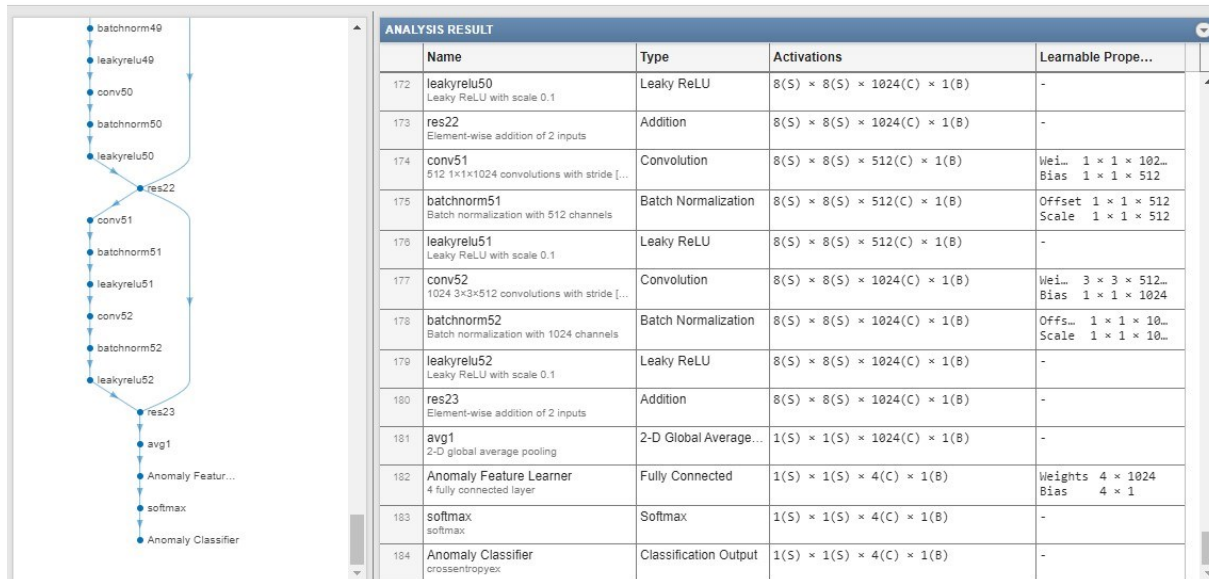 batchnorm49
leakyrelu49
conv50
batchnorm50
leakyrelu50
res22
conv51
batchnorm51
leakyrelu51
conv52
batchnorm52
leakyrelu52
res23
avg1
Anomaly Featur...
softmax
Anomaly Classifier
ANALYSIS RESULT
Name Type Activations Learnable Prope...
172 leakyrelu50 Leaky ReLU 8(S) × 8(S) × 1024(C) × 1(B) -
Leaky ReLU with scale 0.1
173 res22 Addition 8(S) × 8(S) × 1024(C) × 1(B) -
Element-wise addition of 2 inputs
174 conv51 Convolution 8(S) × 8(S) × 512(C) × 1(B) Wei… 1 × 1 × 102…
512 1×1×1024 convolutions with stride [... Bias 1 × 1 × 512
175 batchnorm51 Batch Normalization 8(S) × 8(S) × 512(C) × 1(B) Offset 1 × 1 × 512
Batch normalization with 512 channels Scale 1 × 1 × 512
176 leakyrelu51 Leaky ReLU 8(S) × 8(S) × 512(C) × 1(B) -
Leaky ReLU with scale 0.1
177 conv52 Convolution 8(S) × 8(S) × 1024(C) × 1(B) Wei… 3 × 3 × 512…
1024 3×3×512 convolutions with stride [... Bias 1 × 1 × 1024
178 batchnorm52 Batch Normalization 8(S) × 8(S) × 1024(C) × 1(B) Offs… 1 × 1 × 10…
Batch normalization with 1024 channels Scale 1 × 1 × 10…
179 leakyrelu52 Leaky ReLU 8(S) × 8(S) × 1024(C) × 1(B) -
Leaky ReLU with scale 0.1
180 res23 Addition 8(S) × 8(S) × 1024(C) × 1(B) -
Element-wise addition of 2 inputs
181 avg1 2-D Global Average... 1(S) × 1(S) × 1024(C) × 1(B) -
2-D global average pooling
182 Anomaly Feature Learner Fully Connected 1(S) × 1(S) × 4(C) × 1(B) Weights 4 × 1024
4 fully connected layer Bias 4 × 1
183 softmax Softmax 1(S) × 1(S) × 4(C) × 1(B) -
softmax
184 Anomaly Classifier Classification Output 1(S) × 1(S) × 4(C) × 1(B) -
crossentropyex